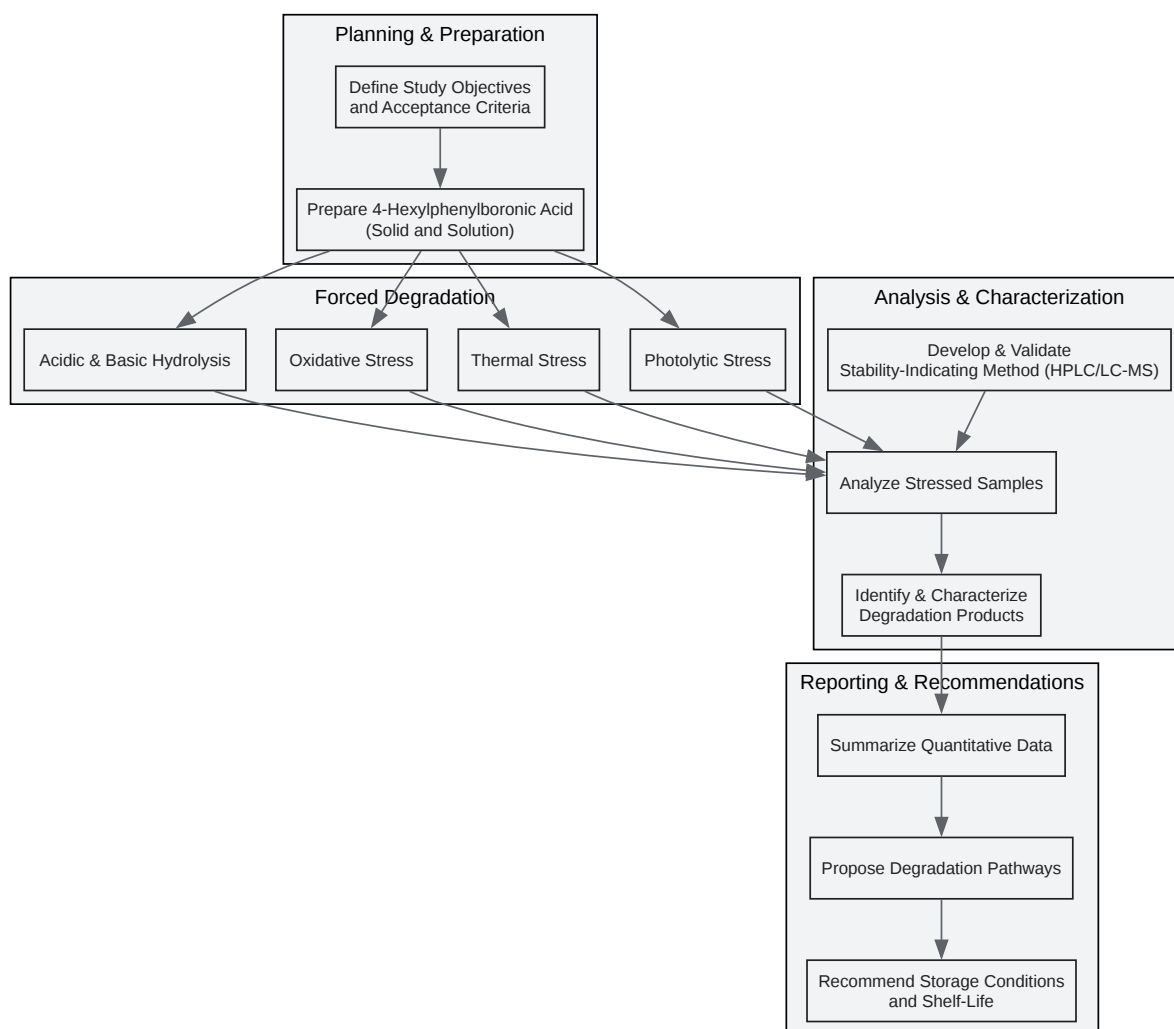 Planning & Preparation
Define Study Objectives
and Acceptance Criteria
Prepare 4-Hexylphenylboronic Acid
(Solid and Solution)
Forced Degradation
Acidic & Basic Hydrolysis
Oxidative Stress
Thermal Stress
Photolytic Stress
Analysis & Characterization
Develop & Validate
Stability-Indicating Method (HPLC/LC-MS)
Analyze Stressed Samples
Identify & Characterize
Degradation Products
Reporting & Recommendations
Summarize Quantitative Data
Propose Degradation Pathways
Recommend Storage Conditions
and Shelf-Life